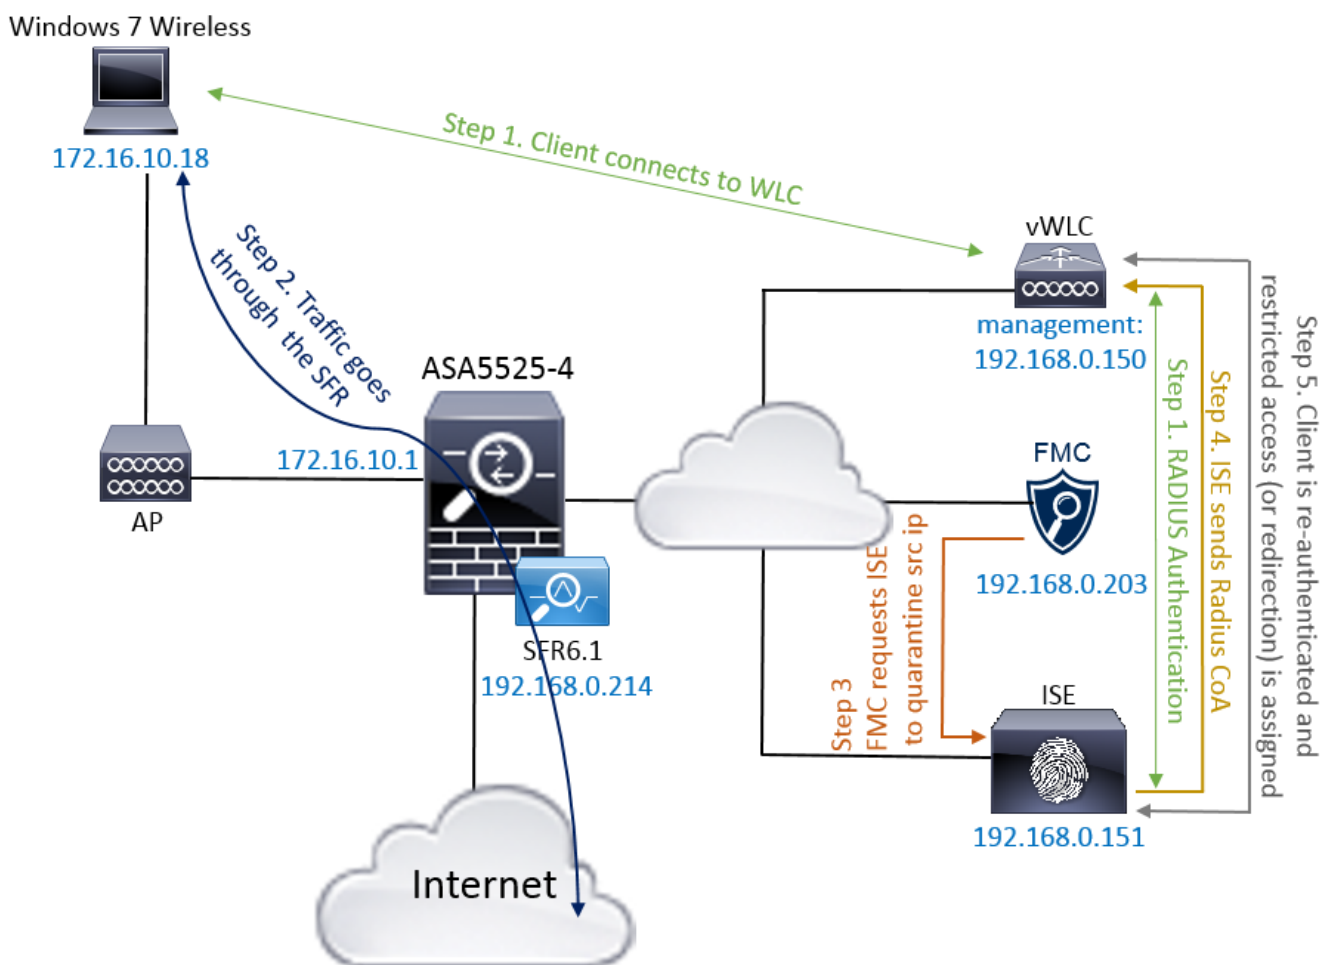 Windows 7 Wireless
172.16.10.18
Step 1. Client connects to WLC
Step 2. Traffic goes
through the SFR
vWLC
management:
192.168.0.150
ASA5525-4
172.16.10.1
AP
SFR6.1
192.168.0.214
FMC
192.168.0.203
Step 3
FMC requests ISE
to quarantine src ip
ISE
192.168.0.151
Step 1. RADIUS Authentication
Step 4. ISE sends Radius CoA
Step 5. Client is re-authenticated and
restricted access (or redirection) is assigned
Internet